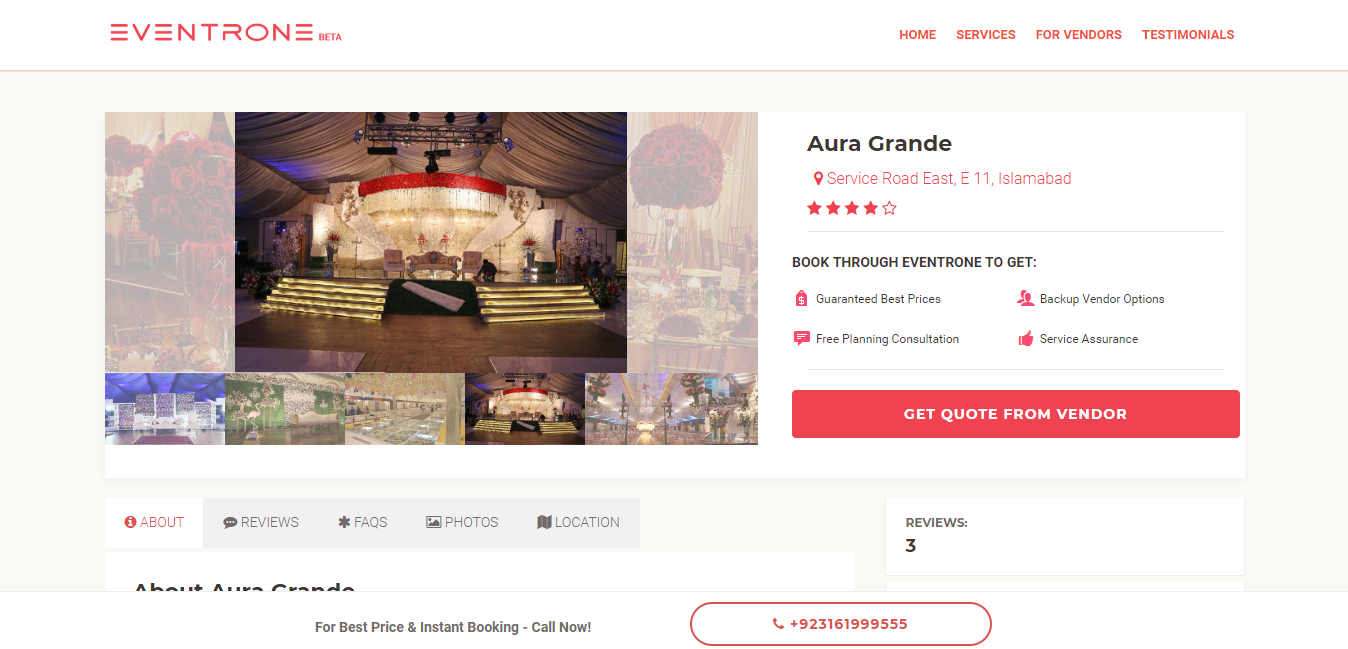 EVENTRONE BETA
HOME SERVICES FOR VENDORS TESTIMONIALS
Aura Grande
Service Road East, E 11, Islamabad
BOOK THROUGH EVENTRONE TO GET:
Guaranteed Best Prices
Backup Vendor Options
Free Planning Consultation
Service Assurance
GET QUOTE FROM VENDOR
ABOUT REVIEWS FAQS PHOTOS LOCATION
REVIEWS:
3
About Aura Grande
For Best Price & Instant Booking - Call Now!
+923161999555